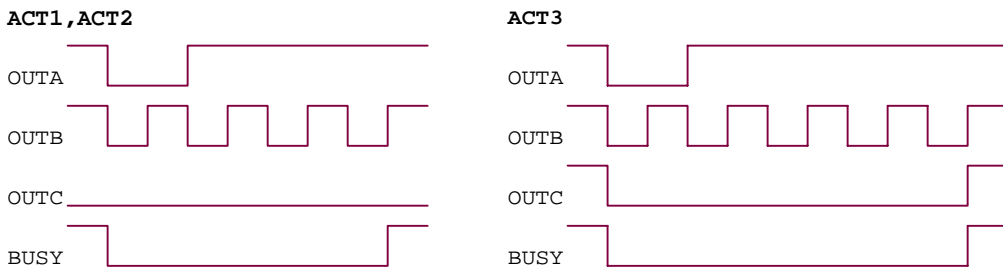 ACT1,ACT2
OUTA
OUTB
OUTC
BUSY
ACT3
OUTA
OUTB
OUTC
BUSY